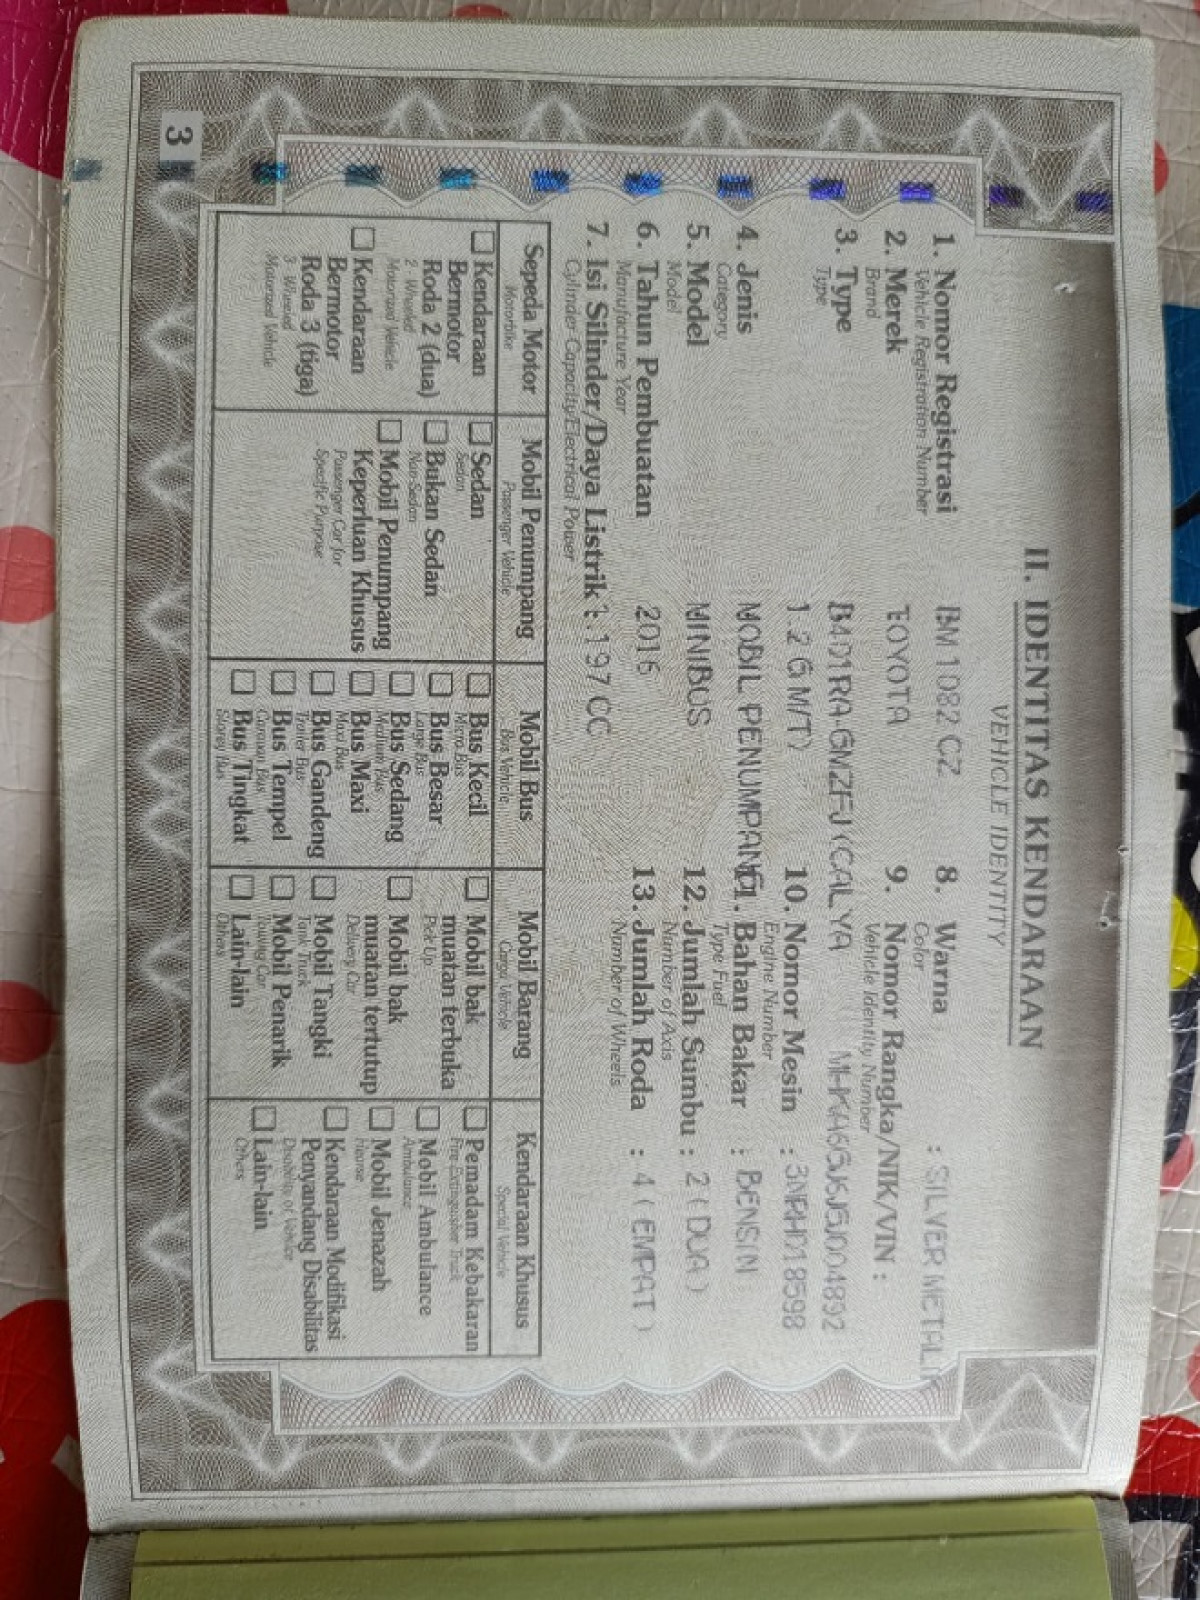 II. IDENTITAS KENDARAAN
VEHICLE IDENTITY
1. Nomor Registrasi BM 1082 CZ
Vehicle Registration Number
2. Merek TOYOTA
Brand
3. Type B401RA-GMZFJ (CALYA
Type
1.2 G M/T)
4. Jenis MOBIL PENUMPANG
Category
5. Model MINIBUS
Model
6. Tahun Pembuatan 2016
Manufacture Year
7. Isi Silinder/Daya Listrik : 1197 CC
Cylinder Capacity/Electrical Power
8. Warna : SILVER METALIK
Color
9. Nomor Rangka/NIK/VIN :
Vehicle Identity Number
MHKA6GJ6JGJ004892
10. Nomor Mesin : 3NRH018598
Engine Number
11. Bahan Bakar : BENSIN
Type Fuel
12. Jumlah Sumbu : 2 ( DUA )
Number of Axis
13. Jumlah Roda : 4 ( EMPAT )
Number of Wheels
Sepeda Motor
Motorbike
Kendaraan
Bermotor
Roda 2 (dua)
2 - Wheeled
Motorized Vehicle
Kendaraan
Bermotor
Roda 3 (tiga)
3 - Wheeled
Motorized Vehicle
Mobil Penumpang
Passenger Vehicle
Sedan
Sedan
Bukan Sedan
Non-Sedan
Mobil Penumpang
Keperluan Khusus
Passenger Car for
Specific Purpose
Mobil Bus
Bus Vehicle
Bus Kecil
Micro Bus
Bus Besar
Large Bus
Bus Sedang
Medium Bus
Bus Maxi
Maxi Bus
Bus Gandeng
Trailer Bus
Bus Tempel
Caravan Bus
Bus Tingkat
Storey Bus
Mobil Barang
Cargo Vehicle
Mobil bak
muatan terbuka
Pick Up
Mobil bak
muatan tertutup
Delivery Car
Mobil Tangki
Tank Truck
Mobil Penarik
Towing Car
Lain-lain
Others
Kendaraan Khusus
Special Vehicle
Pemadam Kebakaran
Fire Extinguisher Truck
Mobil Ambulance
Ambulance
Mobil Jenazah
Hearse
Kendaraan Modifikasi
Penyandang Disabilitas
Disability of Vehicle
Lain-lain
Others
3